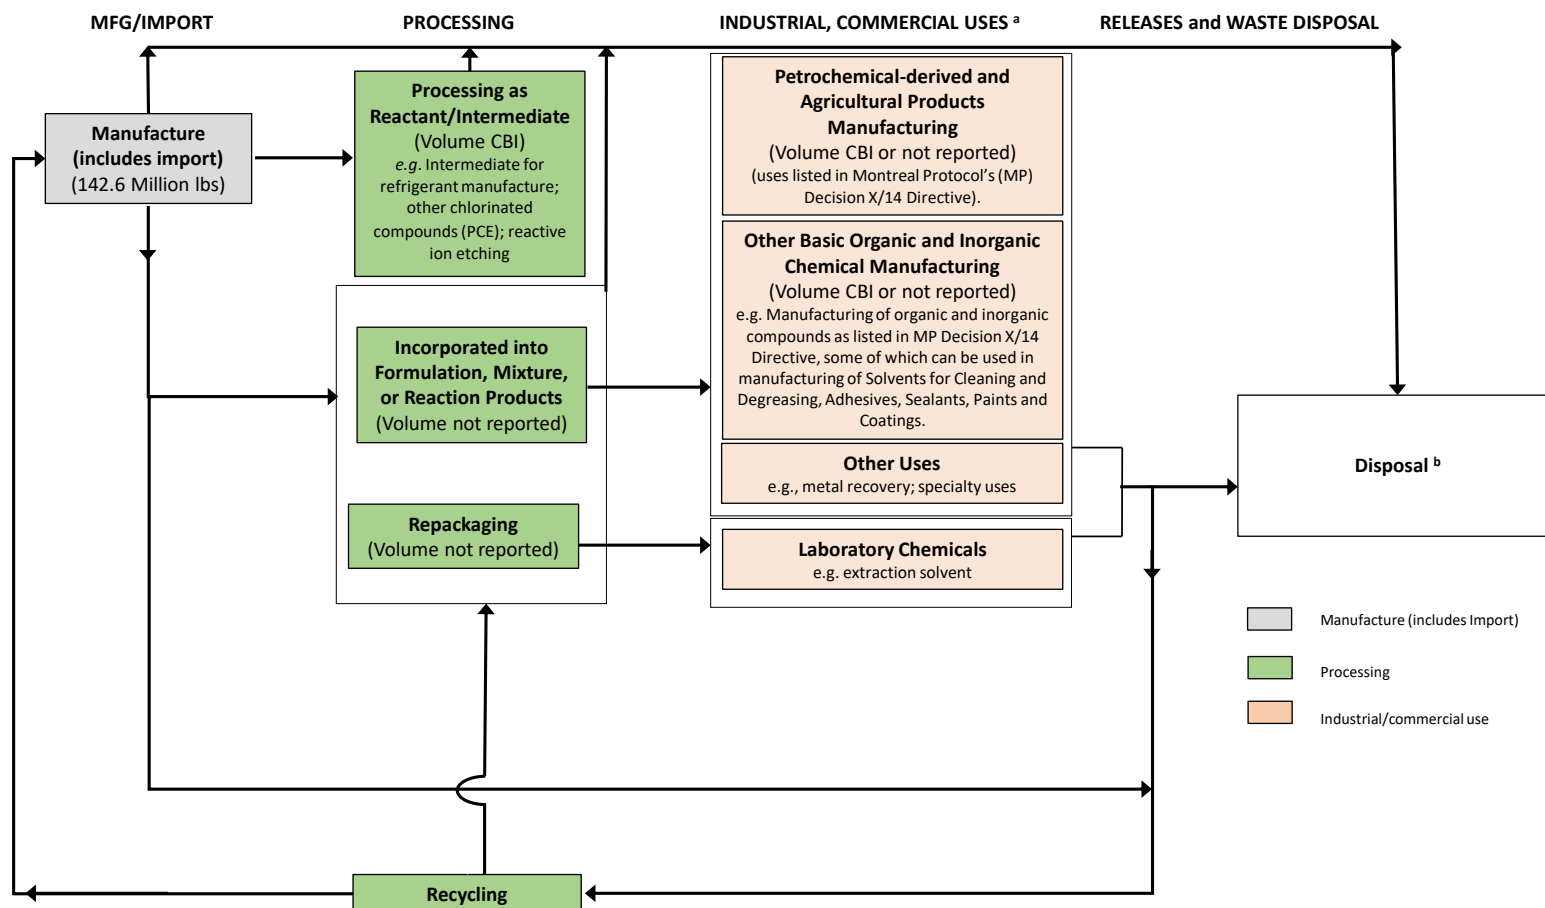 MFG/IMPORT
PROCESSING
INDUSTRIAL, COMMERCIAL USES ᵃ
RELEASES and WASTE DISPOSAL
Manufacture
(includes import)
(142.6 Million lbs)
Processing as
Reactant/Intermediate
(Volume CBI)
e.g. Intermediate for
refrigerant manufacture;
other chlorinated
compounds (PCE); reactive
ion etching
Incorporated into
Formulation, Mixture,
or Reaction Products
(Volume not reported)
Repackaging
(Volume not reported)
Petrochemical-derived and
Agricultural Products
Manufacturing
(Volume CBI or not reported)
(uses listed in Montreal Protocol’s (MP)
Decision X/14 Directive).
Other Basic Organic and Inorganic
Chemical Manufacturing
(Volume CBI or not reported)
e.g. Manufacturing of organic and inorganic
compounds as listed in MP Decision X/14
Directive, some of which can be used in
manufacturing of Solvents for Cleaning and
Degreasing, Adhesives, Sealants, Paints and
Coatings.
Other Uses
e.g., metal recovery; specialty uses
Laboratory Chemicals
e.g. extraction solvent
Disposal ᵇ
Manufacture (includes Import)
Processing
Industrial/commercial use
Recycling